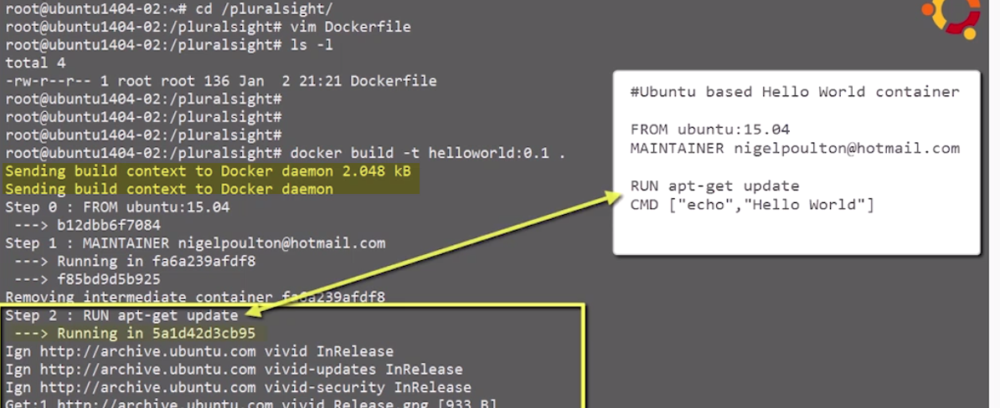 root@ubuntu1404-02:~# cd /pluralsight/
root@ubuntu1404-02:/pluralsight# vim Dockerfile
root@ubuntu1404-02:/pluralsight# ls -l
total 4
-rw-r--r-- 1 root root 136 Jan  2 21:21 Dockerfile
root@ubuntu1404-02:/pluralsight#
root@ubuntu1404-02:/pluralsight#
root@ubuntu1404-02:/pluralsight#
root@ubuntu1404-02:/pluralsight# docker build -t helloworld:0.1 .
Sending build context to Docker daemon 2.048 kB
Sending build context to Docker daemon
Step 0 : FROM ubuntu:15.04
 ---> b12dbb6f7084
Step 1 : MAINTAINER nigelpoulton@hotmail.com
 ---> Running in fa6a239afdf8
 ---> f85bd9d5b925
Removing intermediate container fa6a239afdf8
Step 2 : RUN apt-get update
 ---> Running in 5a1d42d3cb95
Ign http://archive.ubuntu.com vivid InRelease
Ign http://archive.ubuntu.com vivid-updates InRelease
Ign http://archive.ubuntu.com vivid-security InRelease
Get:1 http://archive.ubuntu.com vivid Release.gpg [933 B]
#Ubuntu based Hello World container
FROM ubuntu:15.04
MAINTAINER nigelpoulton@hotmail.com
RUN apt-get update
CMD ["echo","Hello World"]